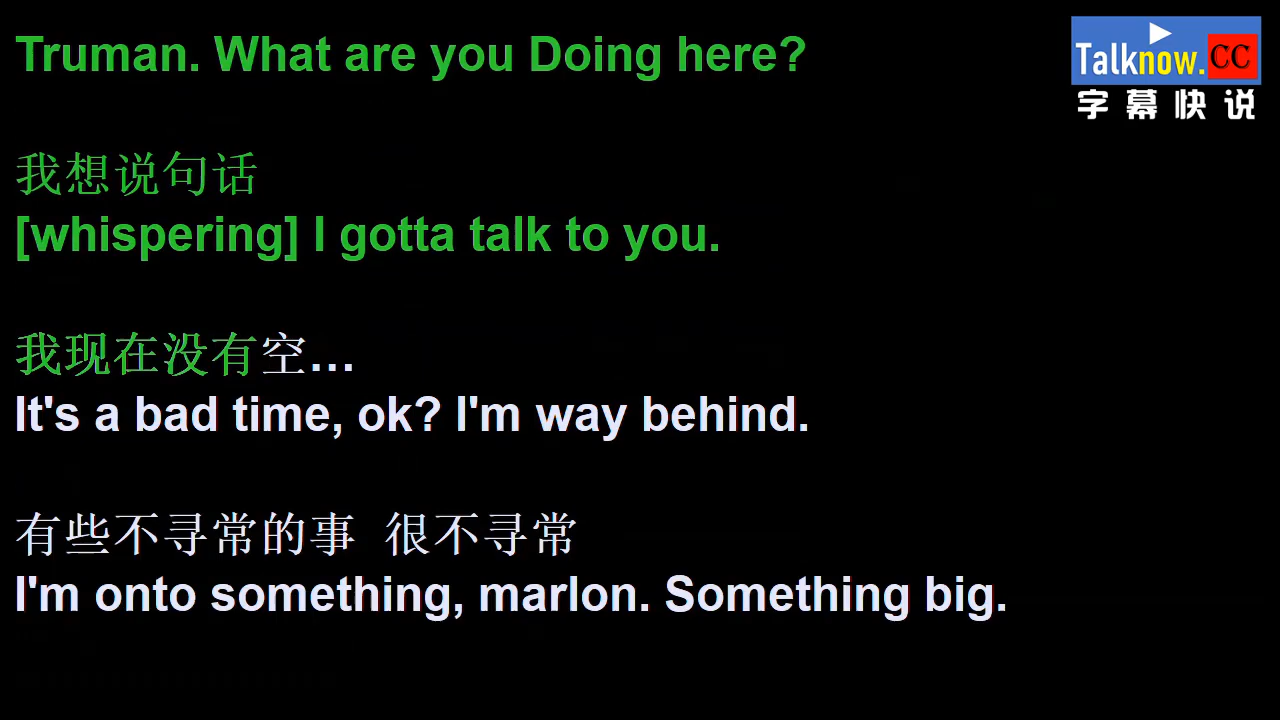 Truman. What are you Doing here?
Talknow.CC
字幕快说
我想说句话
[whispering] I gotta talk to you.
我现在没有空…
It's a bad time, ok? I'm way behind.
有些不寻常的事 很不寻常
I'm onto something, marlon. Something big.